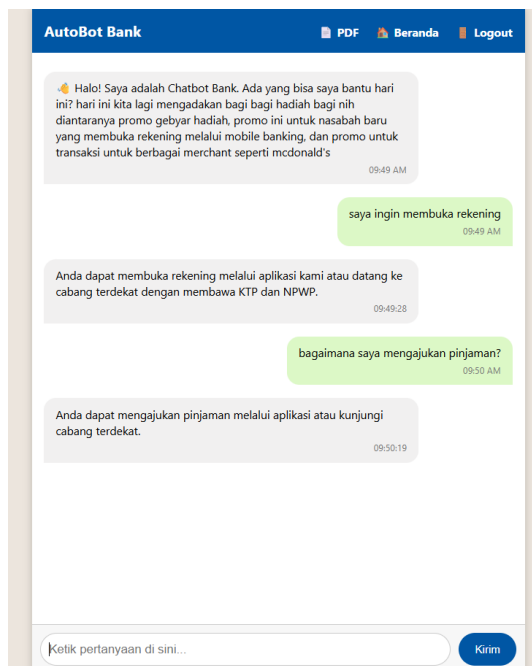 AutoBot Bank PDF Beranda Logout
Halo! Saya adalah Chatbot Bank. Ada yang bisa saya bantu hari
ini? hari ini kita lagi mengadakan bagi bagi hadiah bagi nih
diantaranya promo gebyar hadiah, promo ini untuk nasabah baru
yang membuka rekening melalui mobile banking, dan promo untuk
transaksi untuk berbagai merchant seperti mcdonald's
09:49 AM
saya ingin membuka rekening
09:49 AM
Anda dapat membuka rekening melalui aplikasi kami atau datang ke
cabang terdekat dengan membawa KTP dan NPWP.
09:49:28
bagaimana saya mengajukan pinjaman?
09:50 AM
Anda dapat mengajukan pinjaman melalui aplikasi atau kunjungi
cabang terdekat.
09:50:19
Ketik pertanyaan di sini... Kirim